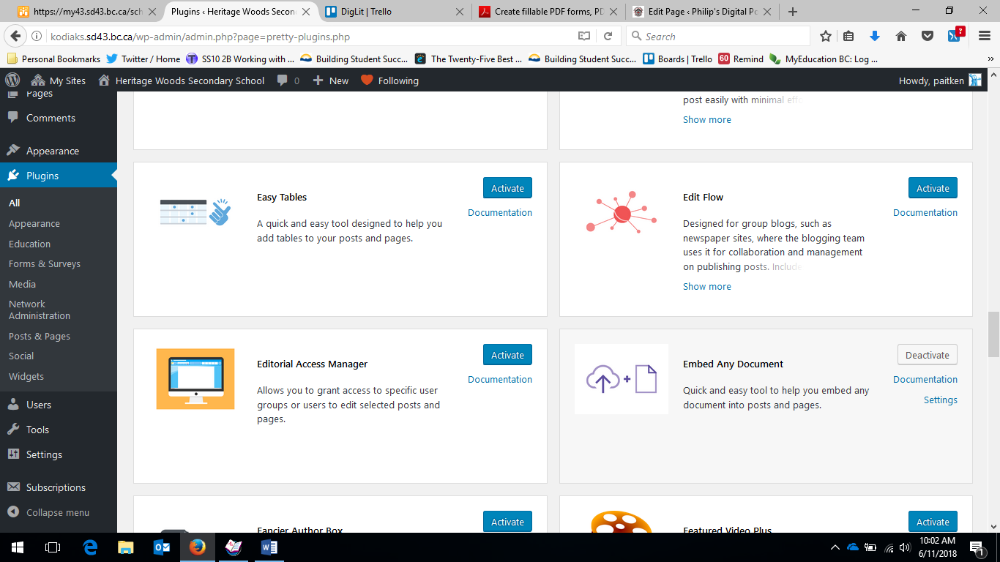 https://my43.sd43.bc.ca/sch
Plugins ‹ Heritage Woods Secon
DigLit | Trello
Create fillable PDF forms, PD
Edit Page ‹ Philip's Digital Po
kodiaks.sd43.bc.ca/wp-admin/admin.php?page=pretty-plugins.php
Search
?
Personal Bookmarks
Twitter / Home
SS10 2B Working with ...
Building Student Succ...
The Twenty-Five Best ...
Building Student Succ...
Boards | Trello
60 Remind
MyEducation BC: Log ...
My Sites
Heritage Woods Secondary School
0
New
Following
Howdy, paitken
Pages
Comments
Appearance
Plugins
All
Appearance
Education
Forms & Surveys
Media
Network
Administration
Posts & Pages
Social
Widgets
Users
Tools
Settings
Subscriptions
Collapse menu
post easily with minimal effo
Show more
Easy Tables
Activate
Documentation
A quick and easy tool designed to help you
add tables to your posts and pages.
Edit Flow
Activate
Documentation
Designed for group blogs, such as
newspaper sites, where the blogging team
uses it for collaboration and management
on publishing posts. Include
Show more
Editorial Access Manager
Activate
Documentation
Allows you to grant access to specific user
groups or users to edit selected posts and
pages.
Embed Any Document
Deactivate
Documentation
Settings
Quick and easy tool to help you embed any
document into posts and pages.
Fancier Author Box
Activate
Featured Video Plus
Activate
10:02 AM
6/11/2018
1